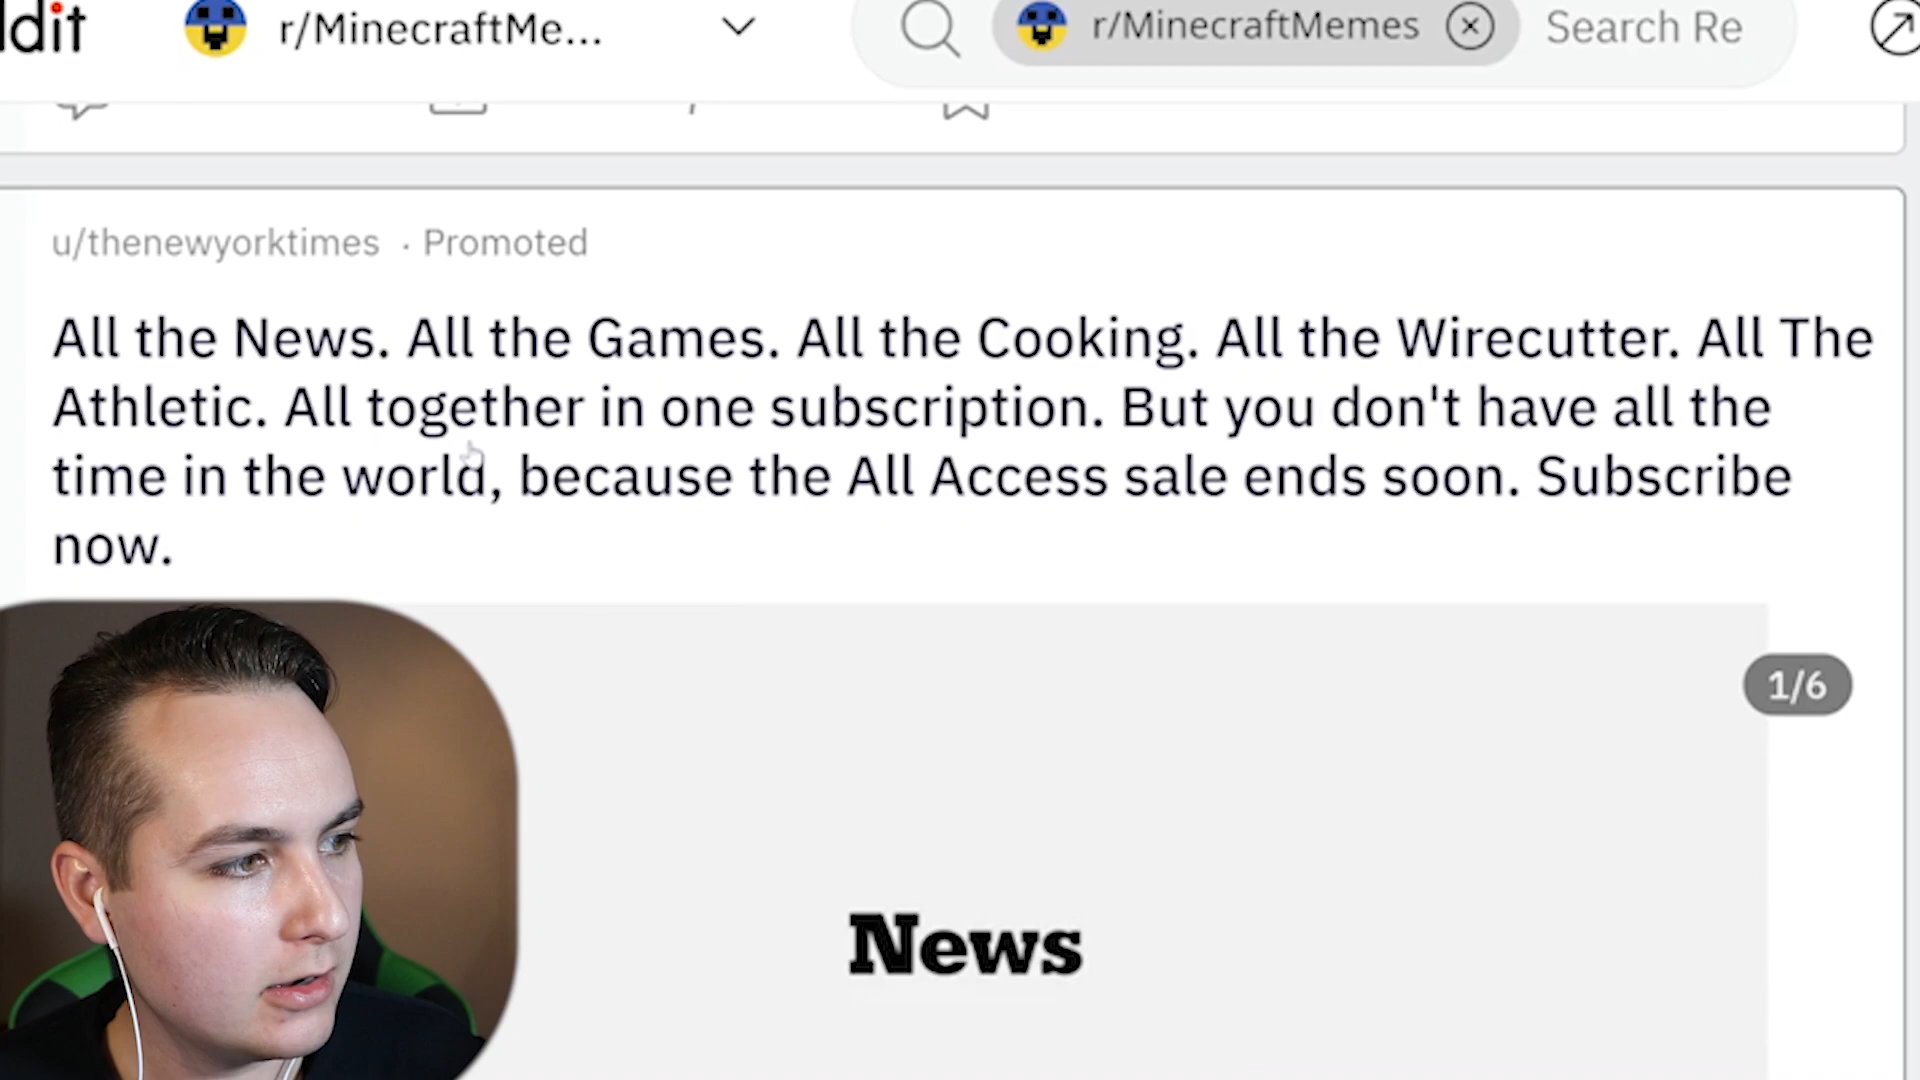 ddit r/MinecraftMe... r/MinecraftMemes Search Re
u/thenewyorktimes · Promoted
All the News. All the Games. All the Cooking. All the Wirecutter. All The
Athletic. All together in one subscription. But you don't have all the
time in the world, because the All Access sale ends soon. Subscribe
now.
1/6
News